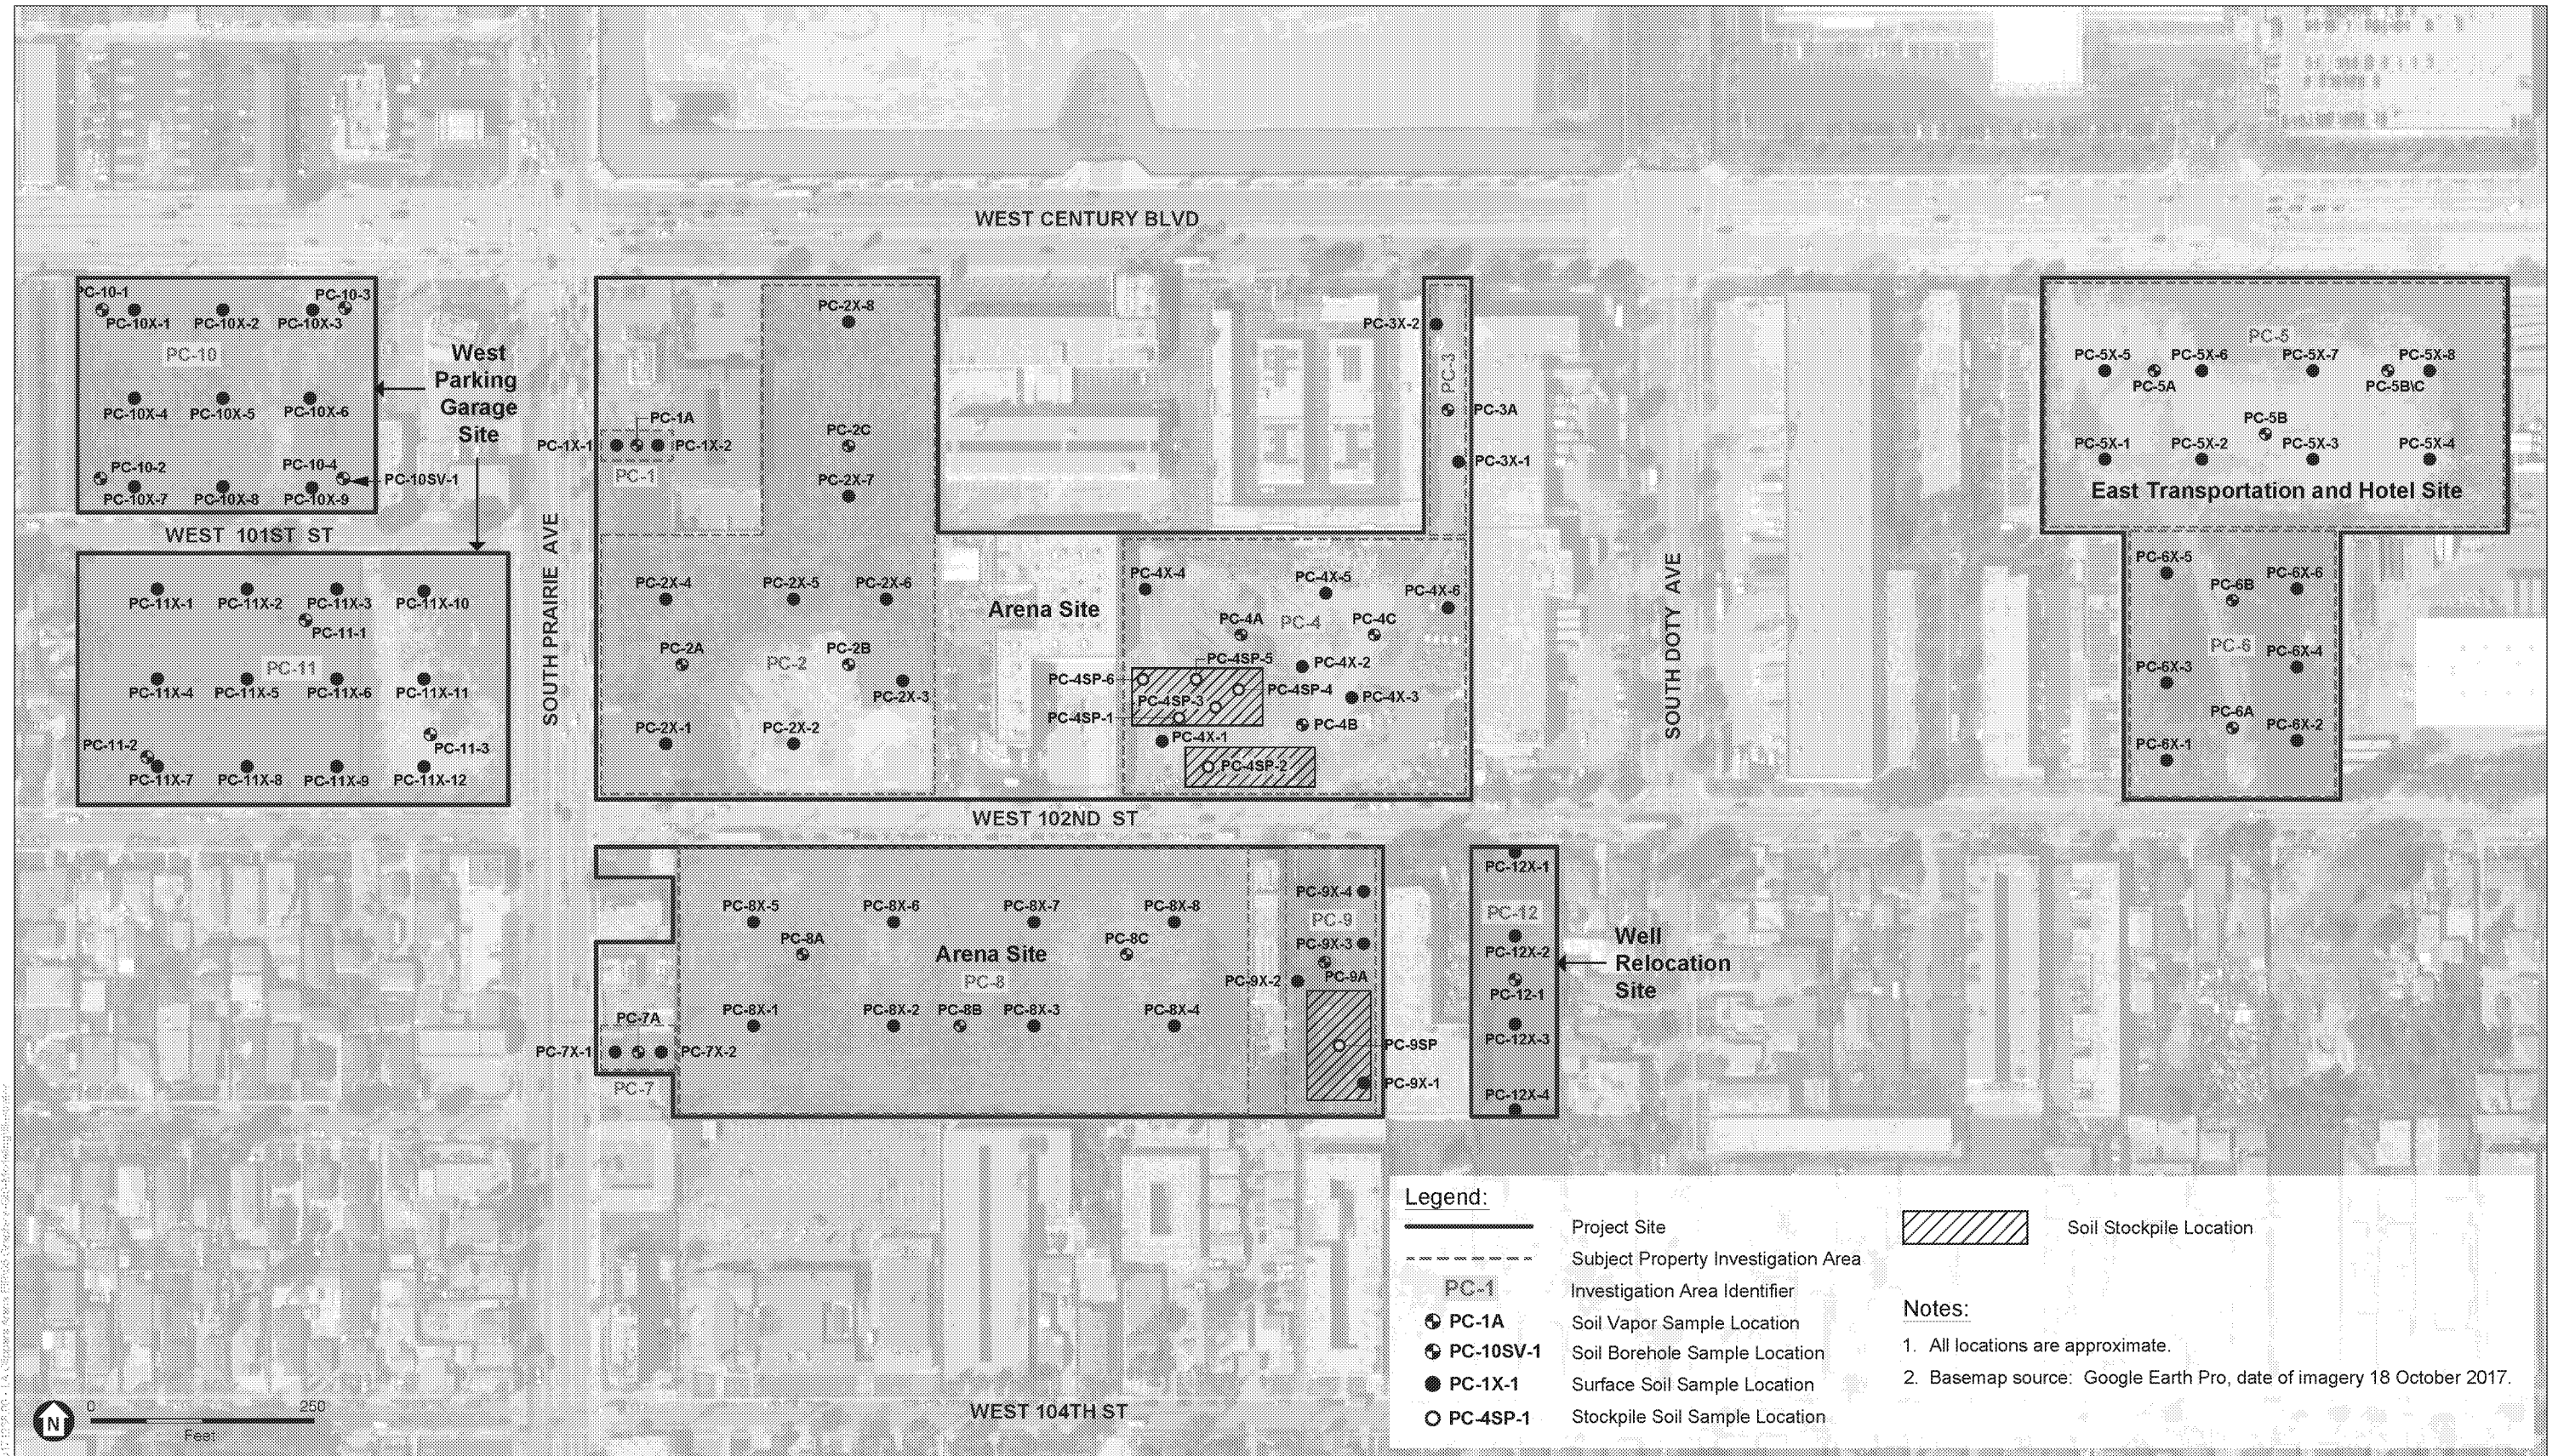 WEST CENTURY BLVD
PC-10-1
PC-10-3
PC-10X-1
PC-10X-2
PC-10X-3
PC-10
PC-10X-4
PC-10X-5
PC-10X-6
PC-10-2
PC-10-4
PC-10SV-1
PC-10X-7
PC-10X-8
PC-10X-9
West
Parking
Garage
Site
WEST 101ST ST
PC-11X-1
PC-11X-2
PC-11X-3
PC-11X-10
PC-11-1
PC-11
PC-11X-4
PC-11X-5
PC-11X-6
PC-11X-11
PC-11-2
PC-11-3
PC-11X-7
PC-11X-8
PC-11X-9
PC-11X-12
SOUTH PRAIRIE AVE
PC-2X-8
PC-1A
PC-1X-1
PC-1X-2
PC-1
PC-2C
PC-2X-7
PC-2X-4
PC-2X-5
PC-2X-6
PC-2A
PC-2
PC-2B
PC-2X-3
PC-2X-1
PC-2X-2
Arena Site
PC-3X-2
PC-3
PC-3A
PC-3X-1
PC-4X-4
PC-4X-5
PC-4X-6
PC-4A
PC-4
PC-4C
PC-4SP-5
PC-4X-2
PC-4SP-6
PC-4SP-4
PC-4SP-3
PC-4X-3
PC-4SP-1
PC-4B
PC-4X-1
PC-4SP-2
SOUTH DOTY AVE
PC-5
PC-5X-5
PC-5X-6
PC-5X-7
PC-5X-8
PC-5A
PC-5B\C
PC-5B
PC-5X-1
PC-5X-2
PC-5X-3
PC-5X-4
East Transportation and Hotel Site
PC-6X-5
PC-6B
PC-6X-6
PC-6
PC-6X-4
PC-6X-3
PC-6A
PC-6X-2
PC-6X-1
WEST 102ND ST
PC-8X-5
PC-8X-6
PC-8X-7
PC-8X-8
PC-8A
PC-8C
Arena Site
PC-8
PC-8X-1
PC-8X-2
PC-8B
PC-8X-3
PC-8X-4
PC-7A
PC-7X-1
PC-7X-2
PC-7
PC-9X-4
PC-9
PC-9X-3
PC-9X-2
PC-9A
PC-9SP
PC-9X-1
PC-12X-1
PC-12
PC-12X-2
PC-12-1
PC-12X-3
PC-12X-4
Well
Relocation
Site
WEST 104TH ST
N
0
250
Feet
Legend:
Project Site
Subject Property Investigation Area
PC-1
Investigation Area Identifier
PC-1A
Soil Vapor Sample Location
PC-10SV-1
Soil Borehole Sample Location
PC-1X-1
Surface Soil Sample Location
PC-4SP-1
Stockpile Soil Sample Location
Soil Stockpile Location
Notes:
1. All locations are approximate.
2. Basemap source: Google Earth Pro, date of imagery 18 October 2017.